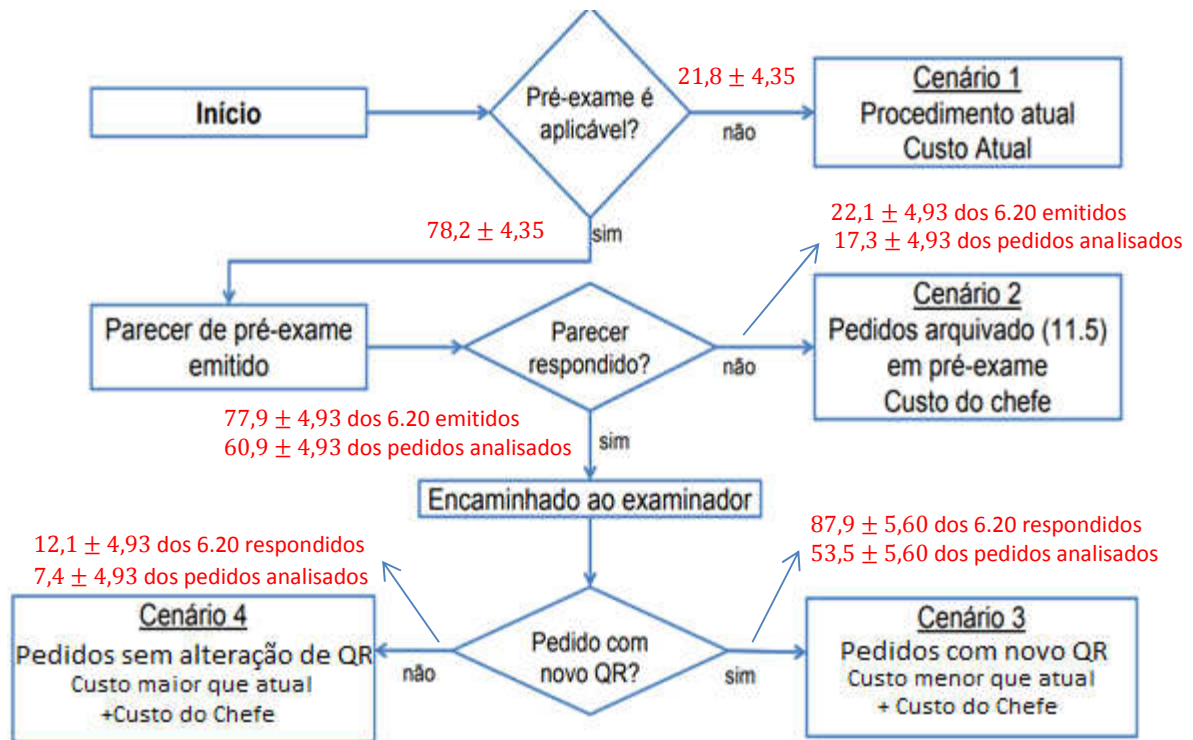 21,8 ± 4,35
Cenário 1
Procedimento atual
Custo Atual
Início
Pré-exame é
aplicável?
não
78,2 ± 4,35
sim
22,1 ± 4,93 dos 6.20 emitidos
17,3 ± 4,93 dos pedidos analisados
Parecer de pré-exame
emitido
Parecer
respondido?
não
Cenário 2
Pedidos arquivado (11.5)
em pré-exame
Custo do chefe
77,9 ± 4,93 dos 6.20 emitidos
60,9 ± 4,93 dos pedidos analisados
sim
Encaminhado ao examinador
12,1 ± 4,93 dos 6.20 respondidos
7,4 ± 4,93 dos pedidos analisados
87,9 ± 5,60 dos 6.20 respondidos
53,5 ± 5,60 dos pedidos analisados
Cenário 4
Pedidos sem alteração de QR
Custo maior que atual
+Custo do Chefe
não
Pedido com
novo QR?
sim
Cenário 3
Pedidos com novo QR
Custo menor que atual
+ Custo do Chefe